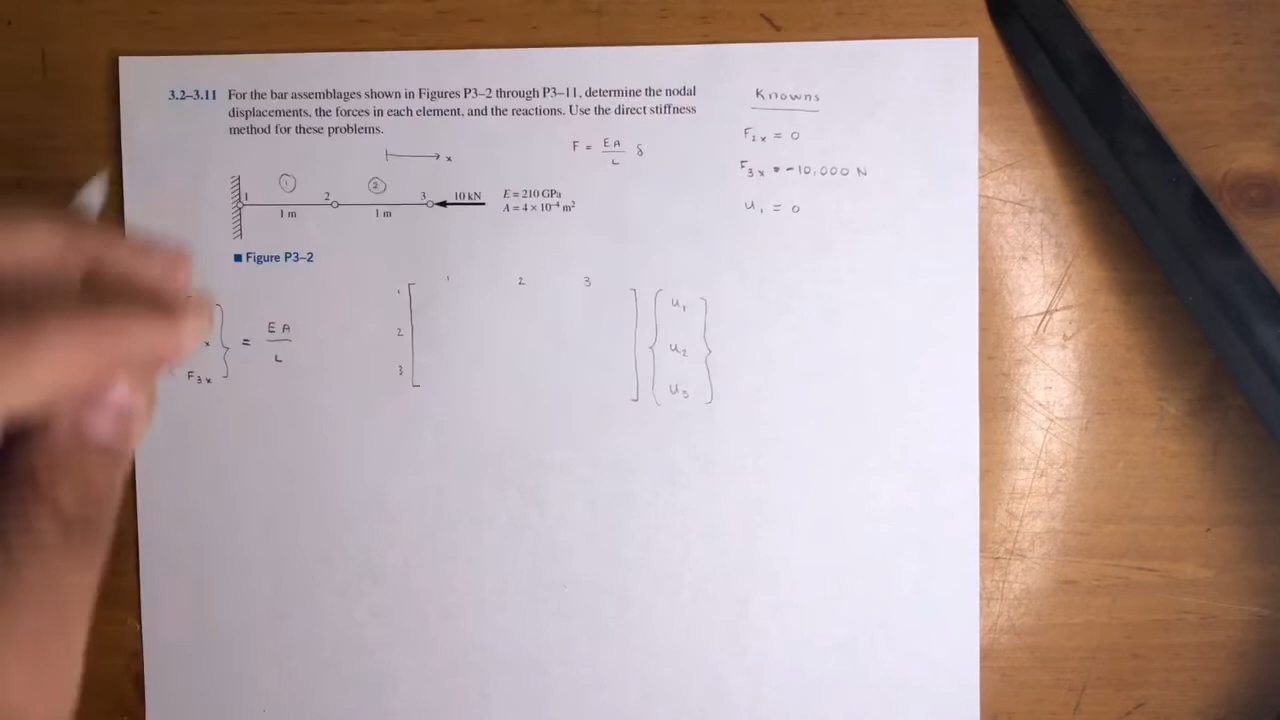 3.2–3.11 For the bar assemblages shown in Figures P3–2 through P3–11, determine the nodal
displacements, the forces in each element, and the reactions. Use the direct stiffness
method for these problems.
Knowns
F2x = 0
F3x = -10,000 N
u1 = 0
F = EA/L δ
x
1 2
1 2 3 10 kN
1 m 1 m
E = 210 GPa
A = 4 × 10⁻⁴ m²
■ Figure P3–2
1 2 3
1 u1
x = EA/L 2 u2
F3x 3 u3